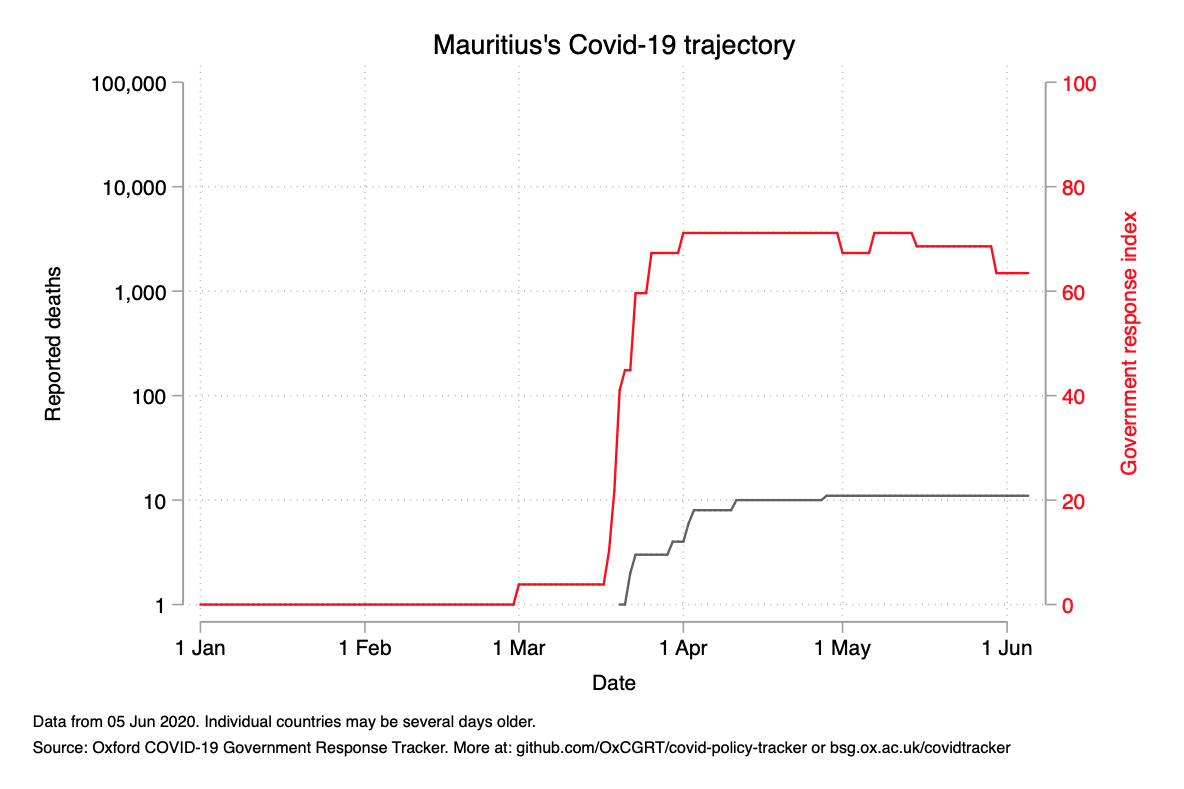 Mauritius's Covid-19 trajectory
100,000
10,000
1,000
100
10
1
Reported deaths
100
80
60
40
20
0
Government response index
1 Jan 1 Feb 1 Mar 1 Apr 1 May 1 Jun
Date
Data from 05 Jun 2020. Individual countries may be several days older.
Source: Oxford COVID-19 Government Response Tracker. More at: github.com/OxCGRT/covid-policy-tracker or bsg.ox.ac.uk/covidtracker